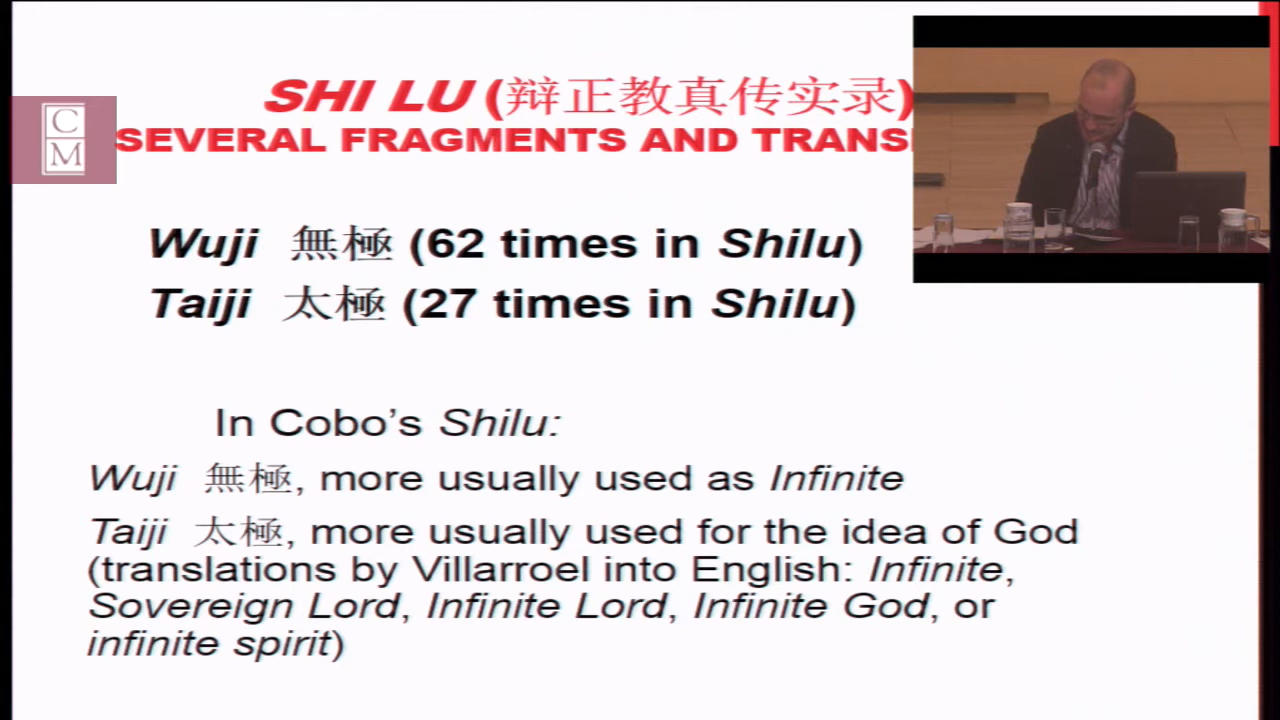 SHI LU (辩正教真传实录)
SEVERAL FRAGMENTS AND
C
M
Wuji 無極 (62 times in Shilu)
Taiji 太極 (27 times in Shilu)
In Cobo’s Shilu:
Wuji 無極, more usually used as Infinite
Taiji 太極, more usually used for the idea of God
(translations by Villarroel into English: Infinite,
Sovereign Lord, Infinite Lord, Infinite God, or
infinite spirit)